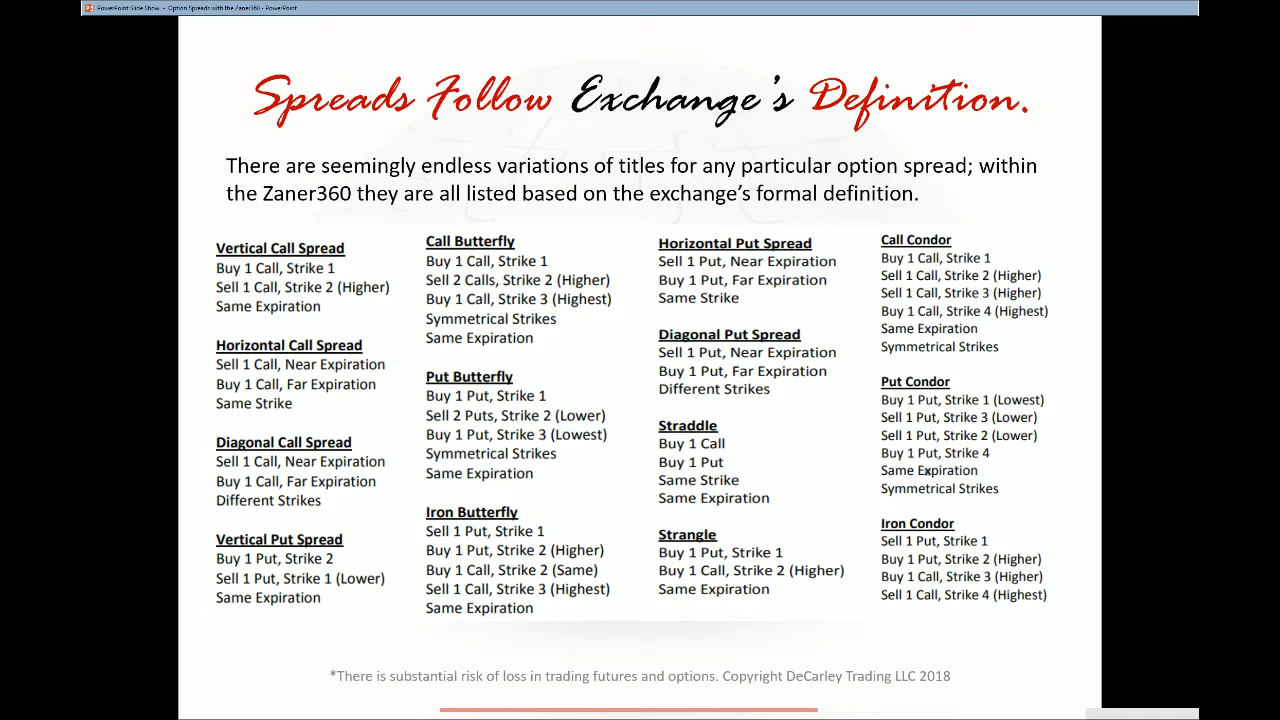 PowerPoint Slide Show - Option Spreads with the Zaner360 - PowerPoint
Spreads Follow Exchange's Definition.
There are seemingly endless variations of titles for any particular option spread; within
the Zaner360 they are all listed based on the exchange's formal definition.
Vertical Call Spread
Buy 1 Call, Strike 1
Sell 1 Call, Strike 2 (Higher)
Same Expiration
Horizontal Call Spread
Sell 1 Call, Near Expiration
Buy 1 Call, Far Expiration
Same Strike
Diagonal Call Spread
Sell 1 Call, Near Expiration
Buy 1 Call, Far Expiration
Different Strikes
Vertical Put Spread
Buy 1 Put, Strike 2
Sell 1 Put, Strike 1 (Lower)
Same Expiration
Call Butterfly
Buy 1 Call, Strike 1
Sell 2 Calls, Strike 2 (Higher)
Buy 1 Call, Strike 3 (Highest)
Symmetrical Strikes
Same Expiration
Put Butterfly
Buy 1 Put, Strike 1
Sell 2 Puts, Strike 2 (Lower)
Buy 1 Put, Strike 3 (Lowest)
Symmetrical Strikes
Same Expiration
Iron Butterfly
Sell 1 Put, Strike 1
Buy 1 Put, Strike 2 (Higher)
Buy 1 Call, Strike 2 (Same)
Sell 1 Call, Strike 3 (Highest)
Same Expiration
Horizontal Put Spread
Sell 1 Put, Near Expiration
Buy 1 Put, Far Expiration
Same Strike
Diagonal Put Spread
Sell 1 Put, Near Expiration
Buy 1 Put, Far Expiration
Different Strikes
Straddle
Buy 1 Call
Buy 1 Put
Same Strike
Same Expiration
Strangle
Buy 1 Put, Strike 1
Buy 1 Call, Strike 2 (Higher)
Same Expiration
Call Condor
Buy 1 Call, Strike 1
Sell 1 Call, Strike 2 (Higher)
Sell 1 Call, Strike 3 (Higher)
Buy 1 Call, Strike 4 (Highest)
Same Expiration
Symmetrical Strikes
Put Condor
Buy 1 Put, Strike 1 (Lowest)
Sell 1 Put, Strike 3 (Lower)
Sell 1 Put, Strike 2 (Lower)
Buy 1 Put, Strike 4
Same Expiration
Symmetrical Strikes
Iron Condor
Sell 1 Put, Strike 1
Buy 1 Put, Strike 2 (Higher)
Buy 1 Call, Strike 3 (Higher)
Sell 1 Call, Strike 4 (Highest)
*There is substantial risk of loss in trading futures and options. Copyright DeCarley Trading LLC 2018